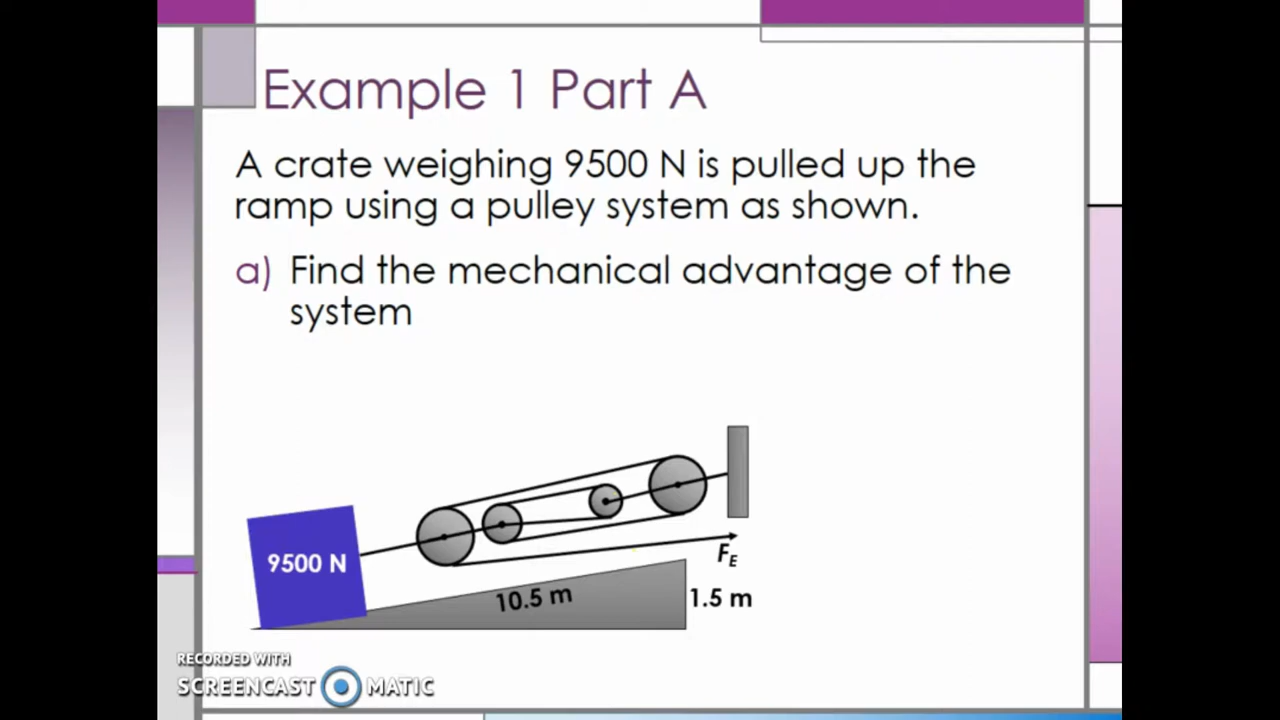 Example 1 Part A
A crate weighing 9500 N is pulled up the
ramp using a pulley system as shown.
a) Find the mechanical advantage of the
system
9500 N
F_E
10.5 m
1.5 m
RECORDED WITH
SCREENCAST MATIC